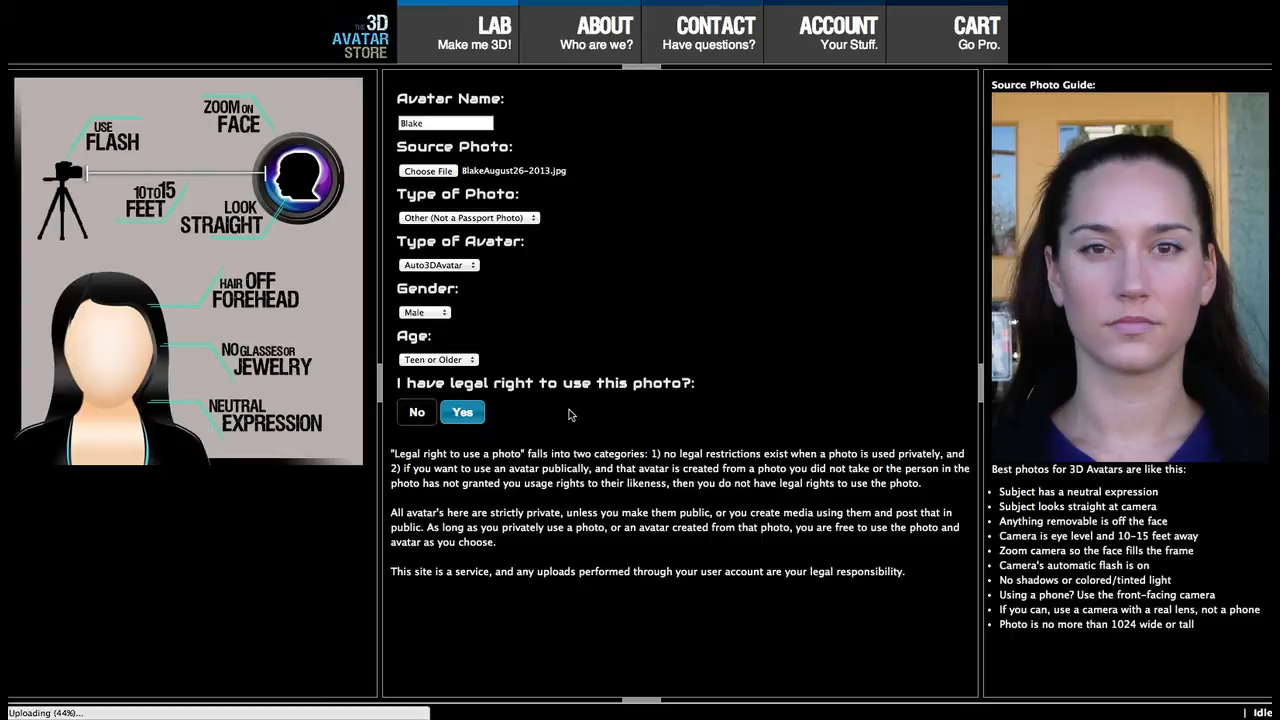 THE 3D
AVATAR
STORE
LAB
Make me 3D!
ABOUT
Who are we?
CONTACT
Have questions?
ACCOUNT
Your Stuff.
CART
Go Pro.
USE
FLASH
ZOOM ON
FACE
10 TO 15
FEET
LOOK
STRAIGHT
HAIR OFF
FOREHEAD
NO GLASSES OR
JEWELRY
NEUTRAL
EXPRESSION
Avatar Name:
Blake
Source Photo:
Choose File BlakeAugust26-2013.jpg
Type of Photo:
Other (Not a Passport Photo)
Type of Avatar:
Auto3DAvatar
Gender:
Male
Age:
Teen or Older
I have legal right to use this photo?:
No Yes
"Legal right to use a photo" falls into two categories: 1) no legal restrictions exist when a photo is used privately, and
2) if you want to use an avatar publically, and that avatar is created from a photo you did not take or the person in the
photo has not granted you usage rights to their likeness, then you do not have legal rights to use the photo.
All avatar's here are strictly private, unless you make them public, or you create media using them and post that in
public. As long as you privately use a photo, or an avatar created from that photo, you are free to use the photo and
avatar as you choose.
This site is a service, and any uploads performed through your user account are your legal responsibility.
Source Photo Guide:
Best photos for 3D Avatars are like this:
Subject has a neutral expression
Subject looks straight at camera
Anything removable is off the face
Camera is eye level and 10-15 feet away
Zoom camera so the face fills the frame
Camera's automatic flash is on
No shadows or colored/tinted light
Using a phone? Use the front-facing camera
If you can, use a camera with a real lens, not a phone
Photo is no more than 1024 wide or tall
Uploading (44%)...
| Idle